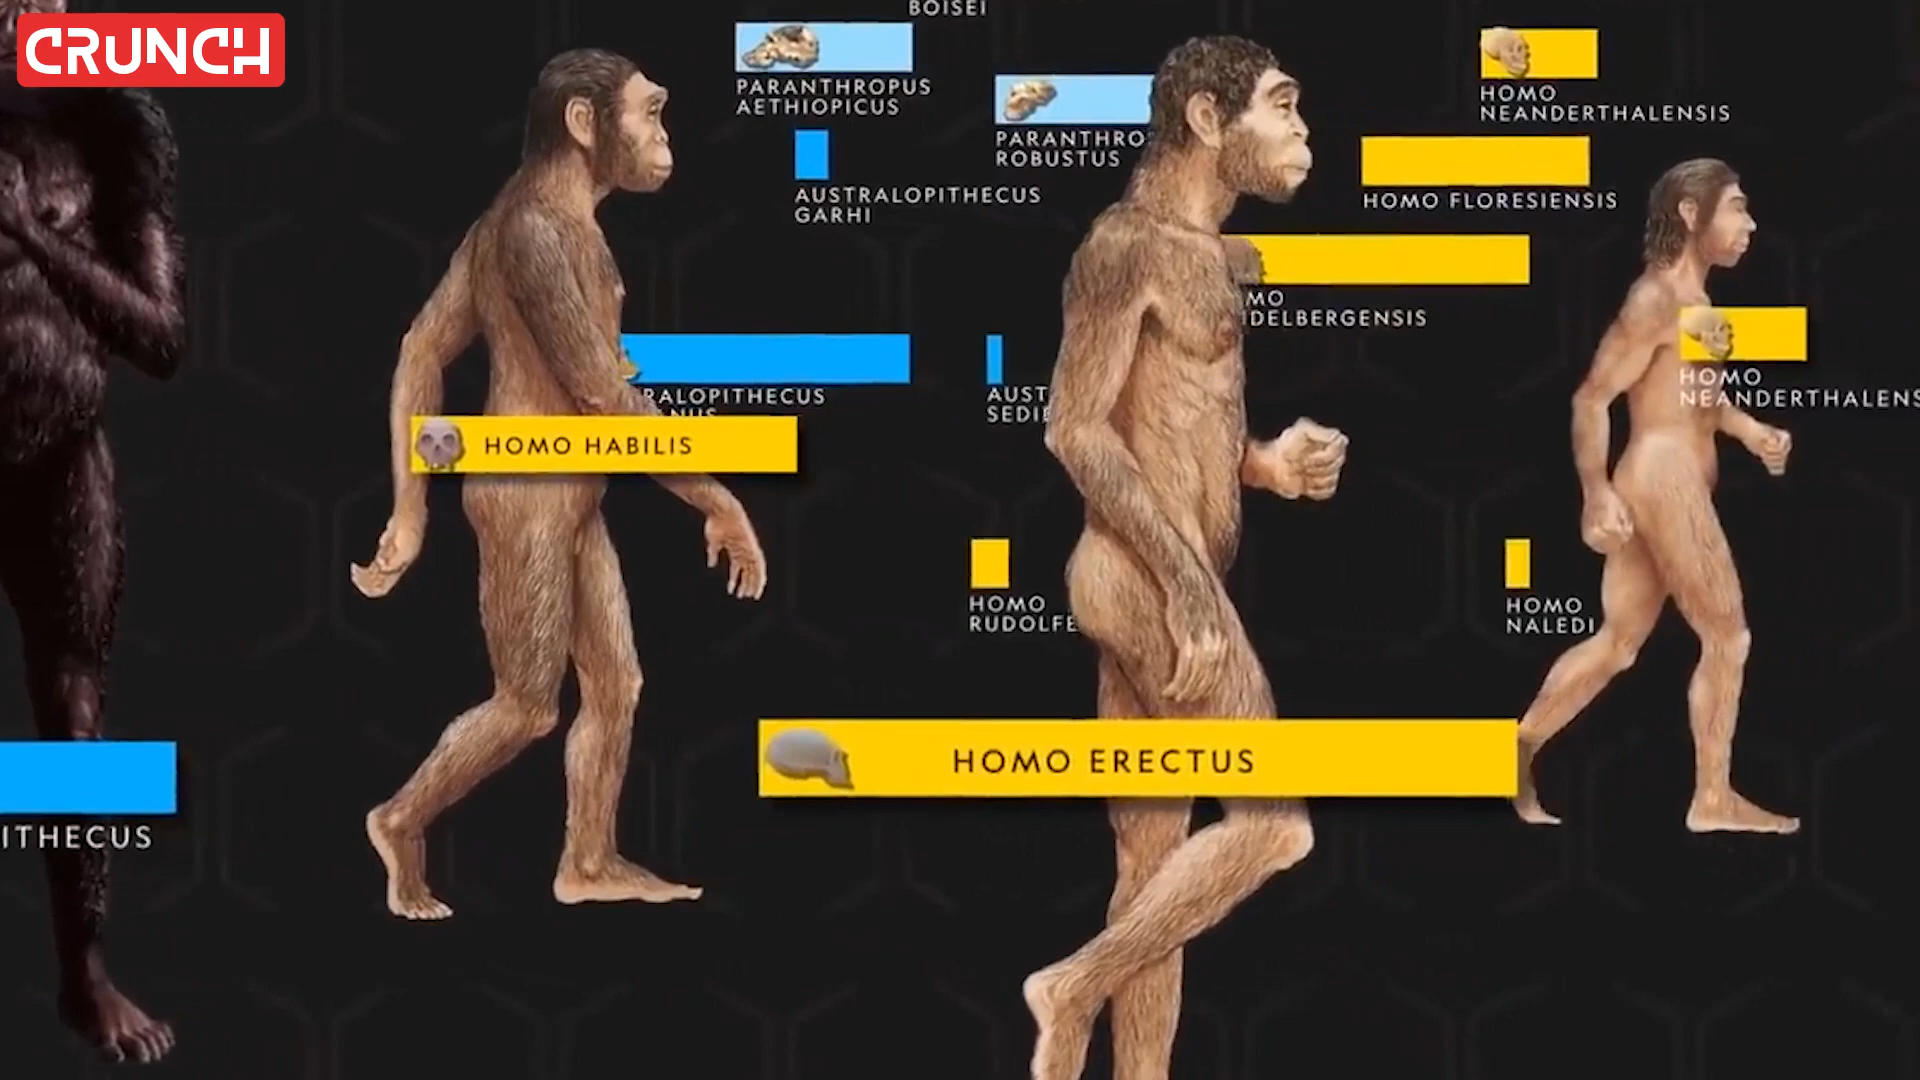 CRUNCH
BOISEI
PARANTHROPUS
AETHIOPICUS
PARANTHRO
ROBUSTUS
HOMO
NEANDERTHALENSIS
AUSTRALOPITHECUS
GARHI
HOMO FLORESIENSIS
MO
IDELBERGENSIS
RALOPITHECUS
AUST
SEDIB
HOMO
NEANDERTHALENS
HOMO HABILIS
HOMO
RUDOLFE
HOMO
NALEDI
HOMO ERECTUS
ITHECUS